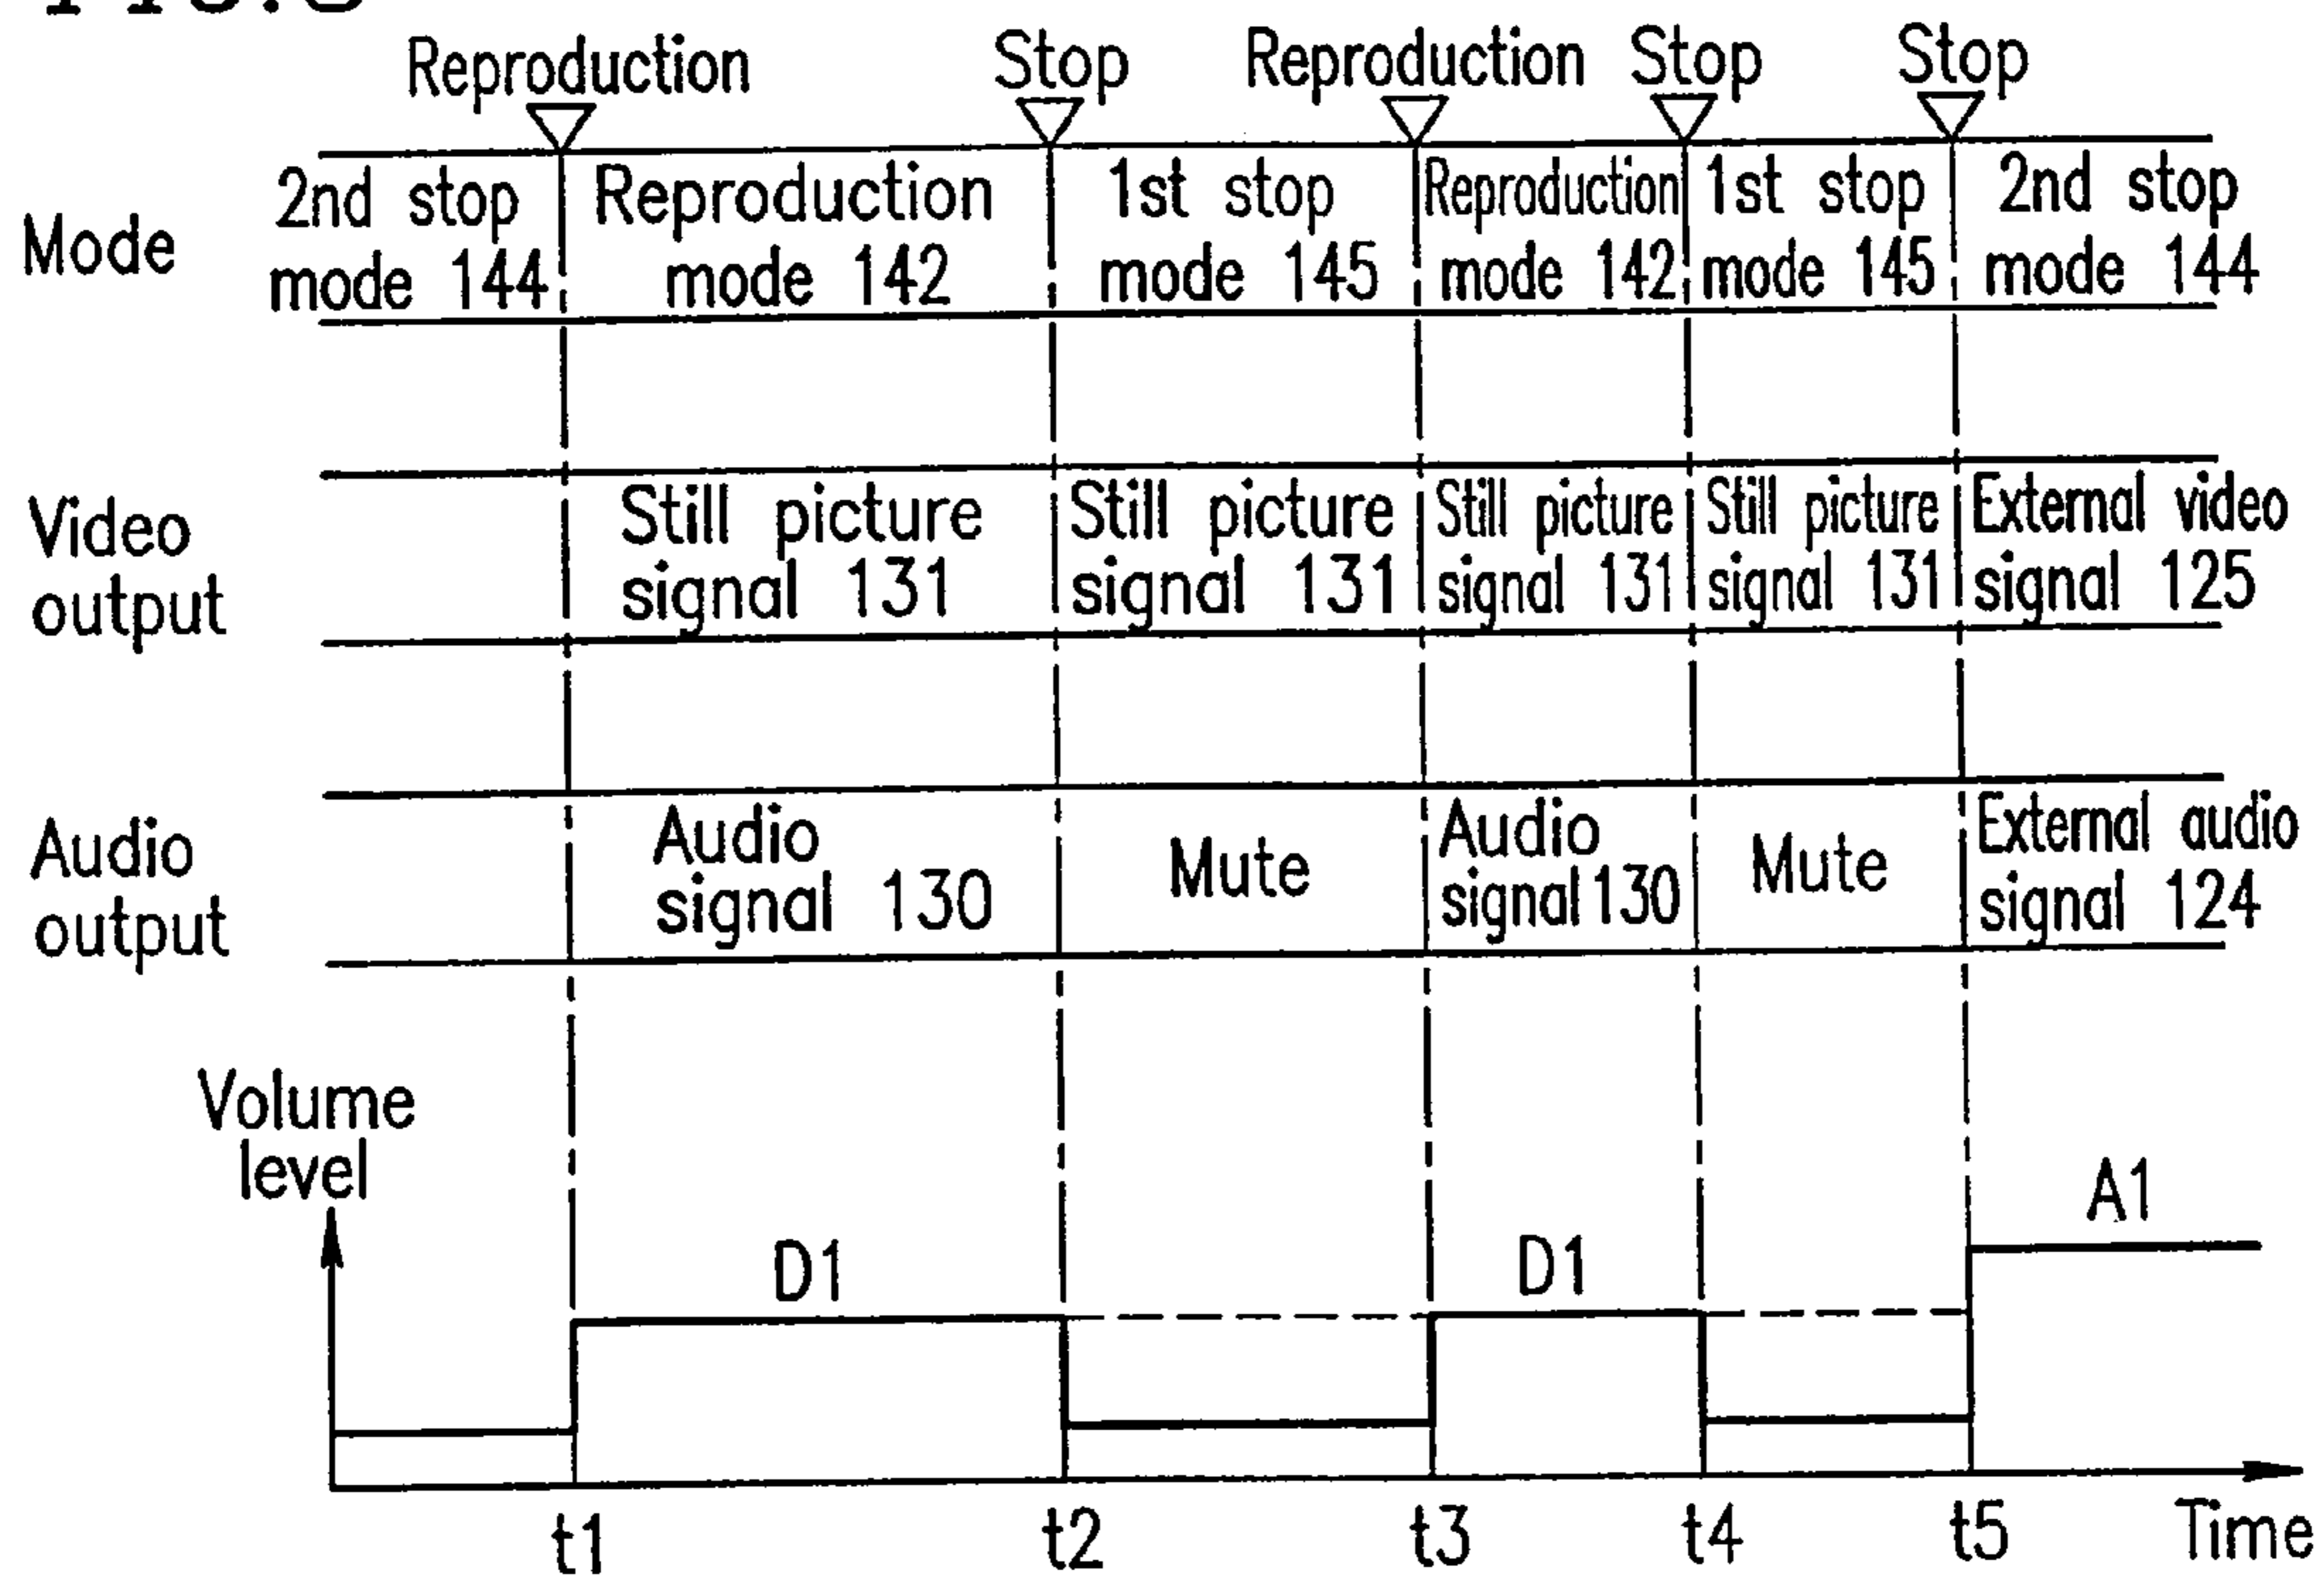 Reproduction Stop Reproduction Stop Stop
Mode
2nd stop
mode 144
Reproduction
mode 142
1st stop
mode 145
Reproduction
mode 142
1st stop
mode 145
2nd stop
mode 144
Video
output
Still picture
signal 131
Still picture
signal 131
Still picture
signal 131
Still picture
signal 131
External video
signal 125
Audio
output
Audio
signal 130
Mute
Audio
signal 130
Mute
External audio
signal 124
Volume
level
D1
D1
A1
t1 t2 t3 t4 t5 Time